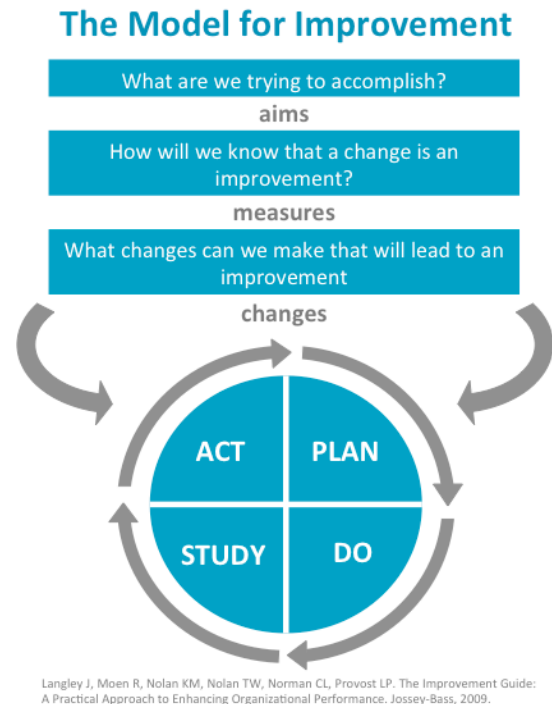 The Model for Improvement
What are we trying to accomplish?
aims
How will we know that a change is an
improvement?
measures
What changes can we make that will lead to an
improvement
changes
ACT
PLAN
STUDY
DO
Langley J, Moen R, Nolan KM, Nolan TW, Norman CL, Provost LP. The Improvement Guide:
A Practical Approach to Enhancing Organizational Performance. Jossey-Bass, 2009.